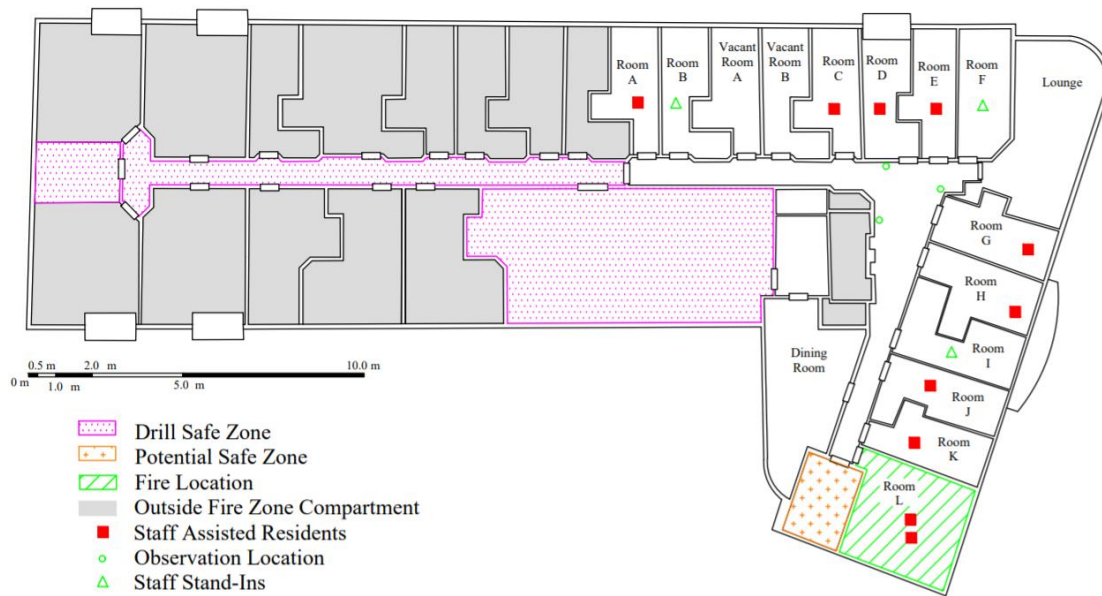 Room
A
Room
B
Vacant
Room
A
Vacant
Room
B
Room
C
Room
D
Room
E
Room
F
Lounge
Room
G
Room
H
Room
I
Room
J
Room
K
Room
L
Dining
Room
0.5 m 2.0 m 10.0 m
0 m 1.0 m 5.0 m
Drill Safe Zone
Potential Safe Zone
Fire Location
Outside Fire Zone Compartment
Staff Assisted Residents
Observation Location
Staff Stand-Ins